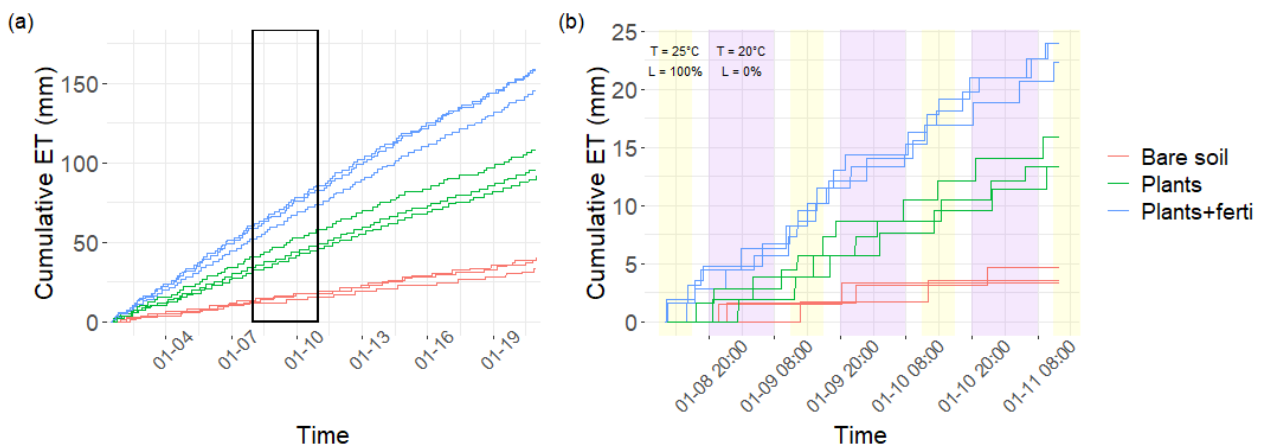 (a)
Cumulative ET (mm)
150
100
50
0
01-04
01-07
01-10
01-13
01-16
01-19
Time
(b)
Cumulative ET (mm)
25
20
15
10
5
0
T = 25°C
L = 100%
T = 20°C
L = 0%
01-08 20:00
01-09 08:00
01-09 20:00
01-10 08:00
01-10 20:00
01-11 08:00
Time
Bare soil
Plants
Plants+ferti